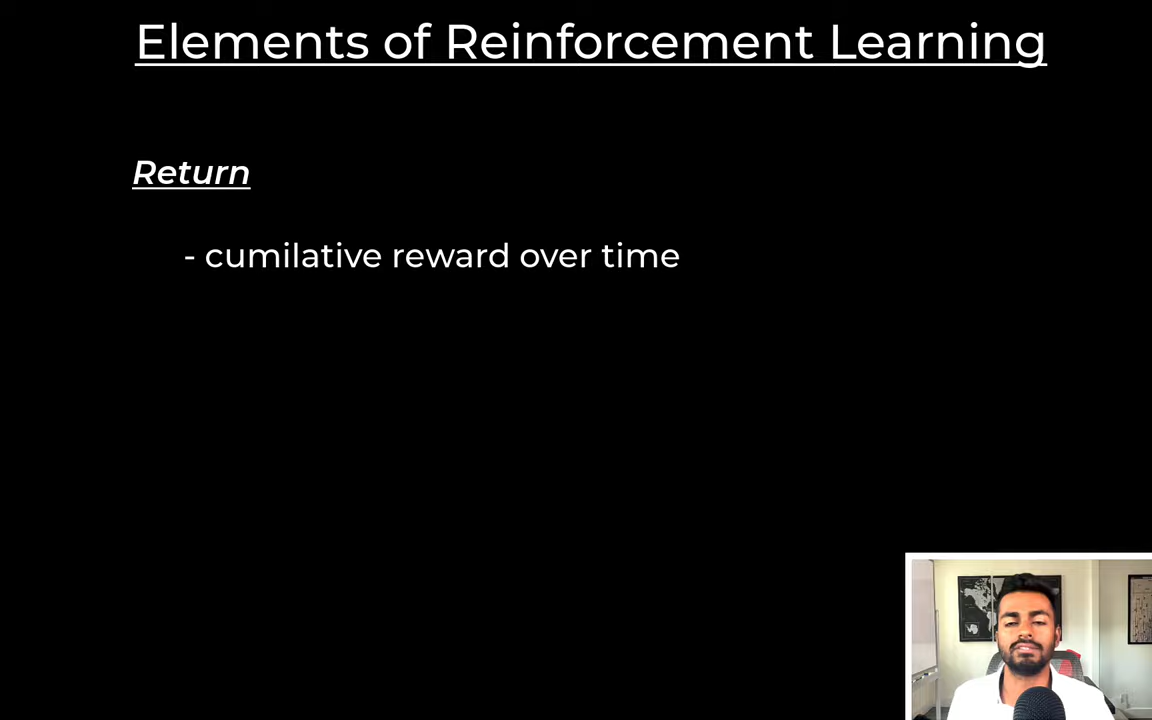 Elements of Reinforcement Learning
Return
- cumilative reward over time